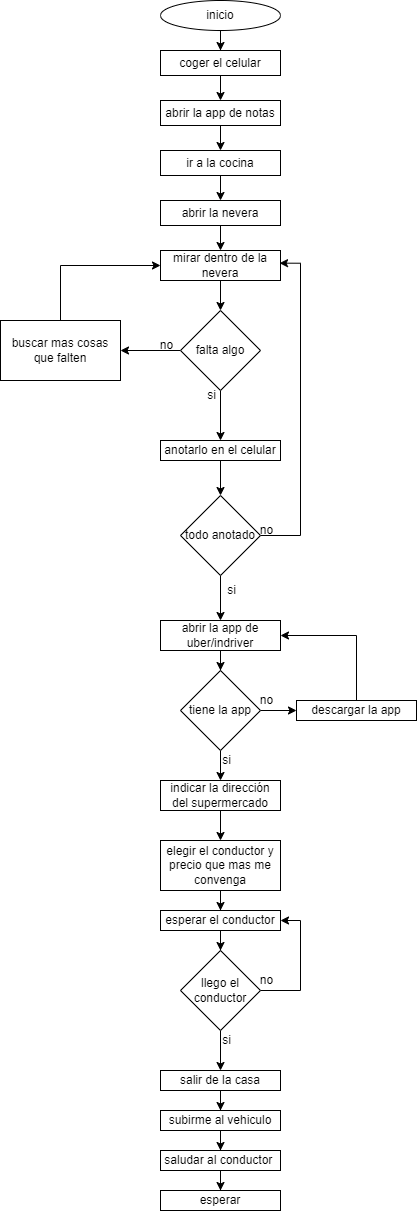 inicio
coger el celular
abrir la app de notas
ir a la cocina
abrir la nevera
mirar dentro de la
nevera
buscar mas cosas
que falten
no
falta algo
si
anotarlo en el celular
todo anotado
no
si
abrir la app de
uber/indriver
tiene la app
no
descargar la app
si
indicar la dirección
del supermercado
elegir el conductor y
precio que mas me
convenga
esperar el conductor
llego el
conductor
no
si
salir de la casa
subirme al vehiculo
saludar al conductor
esperar